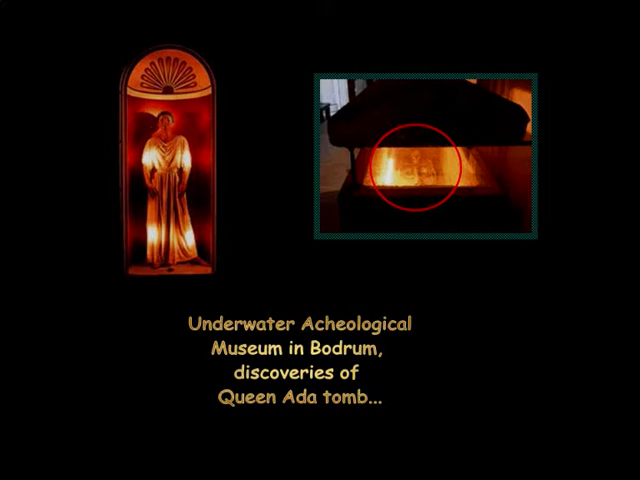 Underwater Acheological
Museum in Bodrum,
discoveries of
Queen Ada tomb...